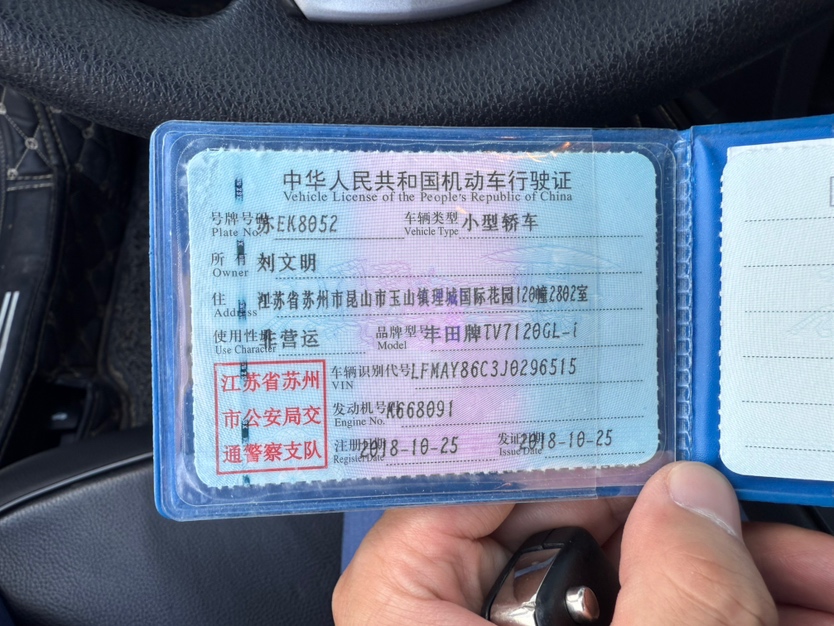 中华人民共和国机动车行驶证
Vehicle License of the People's Republic of China
号牌号码 苏EK8052 车辆类型 小型轿车
Plate No. Vehicle Type
所有 刘文明
Owner
住 江苏省苏州市昆山市玉山镇理城国际花园120幢2802室
Address
使用性质 非营运 品牌型号 丰田牌TV7120GL-i
Use Character Model
车辆识别代号 LFMAY86C3J0296515
VIN
发动机号码 K668091
Engine No.
注册日期 2018-10-25 发证日期 2018-10-25
Register Date Issue Date
江苏省苏州
市公安局交
通警察支队